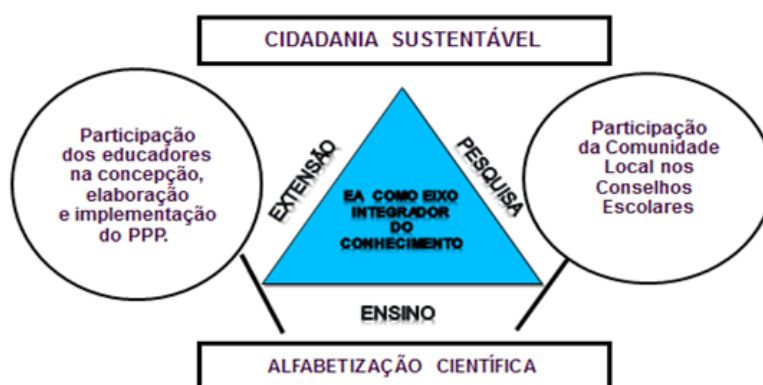 CIDADANIA SUSTENTÁVEL
Participação
dos educadores
na concepção,
elaboração
e implementação
do PPP.
EXTENSÃO
EA COMO EIXO
INTEGRADOR
DO
CONHECIMENTO
PESQUISA
Participação
da Comunidade
Local nos
Conselhos
Escolares
ENSINO
ALFABETIZAÇÃO CIENTÍFICA